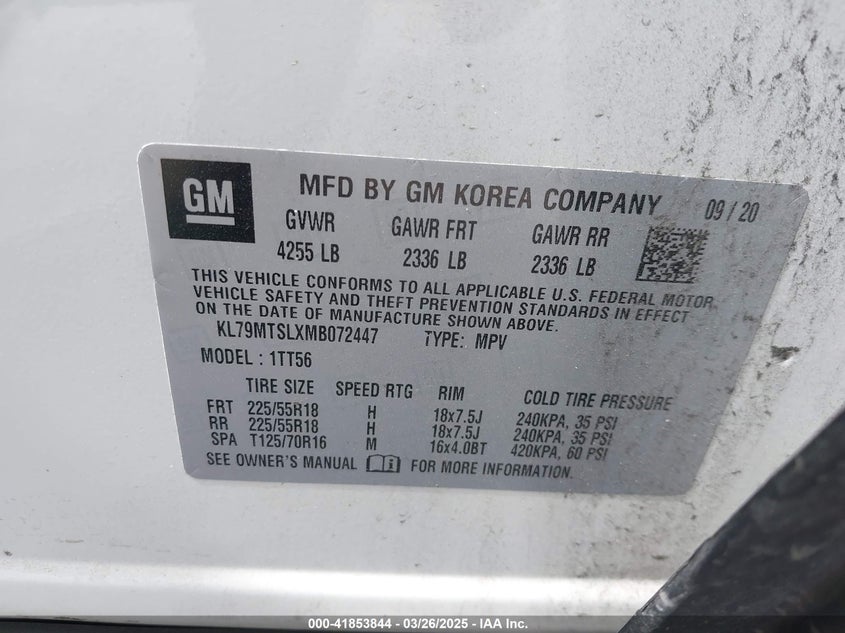 GM
MFD BY GM KOREA COMPANY 09/20
GVWR GAWR FRT GAWR RR
4255 LB 2336 LB 2336 LB
THIS VEHICLE CONFORMS TO ALL APPLICABLE U.S. FEDERAL MOTOR
VEHICLE SAFETY AND THEFT PREVENTION STANDARDS IN EFFECT
ON THE DATE OF MANUFACTURE SHOWN ABOVE.
KL79MTSLXMB072447 TYPE: MPV
MODEL : 1TT56
TIRE SIZE SPEED RTG RIM COLD TIRE PRESSURE
FRT 225/55R18 H 18x7.5J 240KPA, 35 PSI
RR 225/55R18 H 18x7.5J 240KPA, 35 PSI
SPA T125/70R16 M 16x4.0BT 420KPA, 60 PSI
SEE OWNER'S MANUAL FOR MORE INFORMATION.
000-41853844 - 03/26/2025 - IAA Inc.